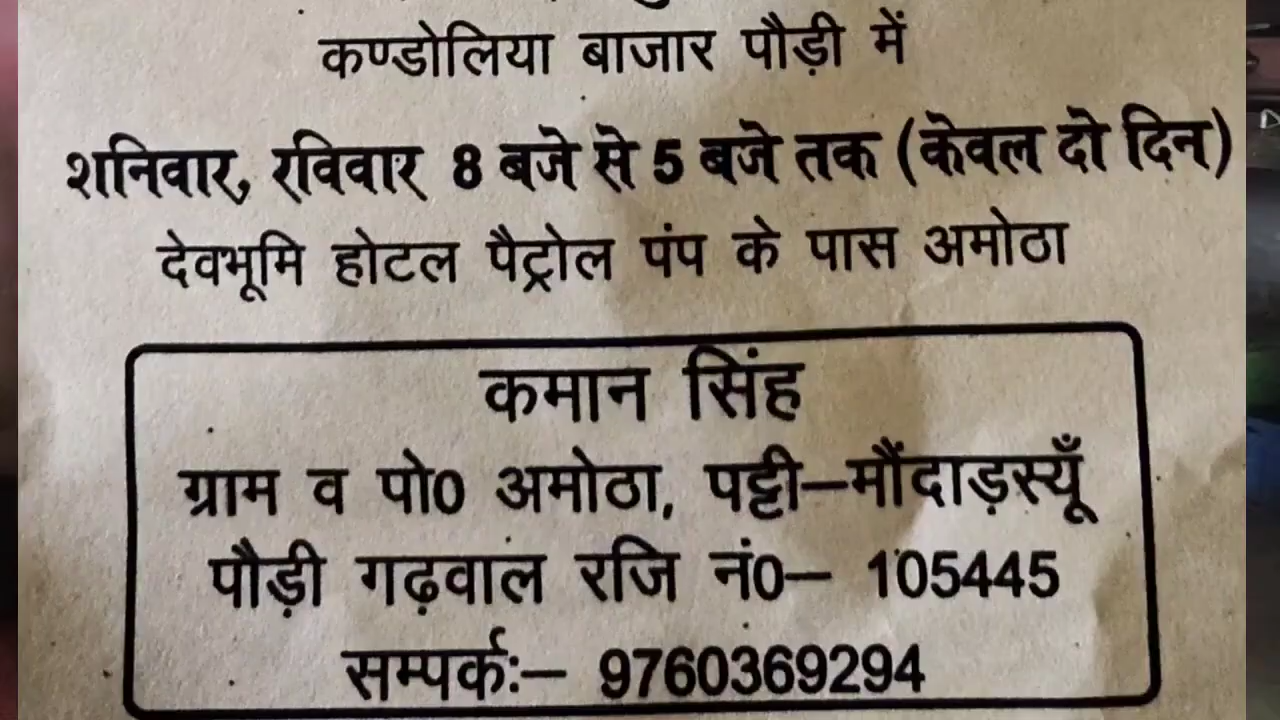 कण्डोलिया बाजार पौड़ी में
शनिवार, रविवार 8 बजे से 5 बजे तक (केवल दो दिन)
देवभूमि होटल पैट्रोल पंप के पास अमोठा
कमान सिंह
ग्राम व पो0 अमोठा, पट्टी–मौंदाड़स्यूँ
पौड़ी गढ़वाल रजि नं0– 105445
सम्पर्कः– 9760369294